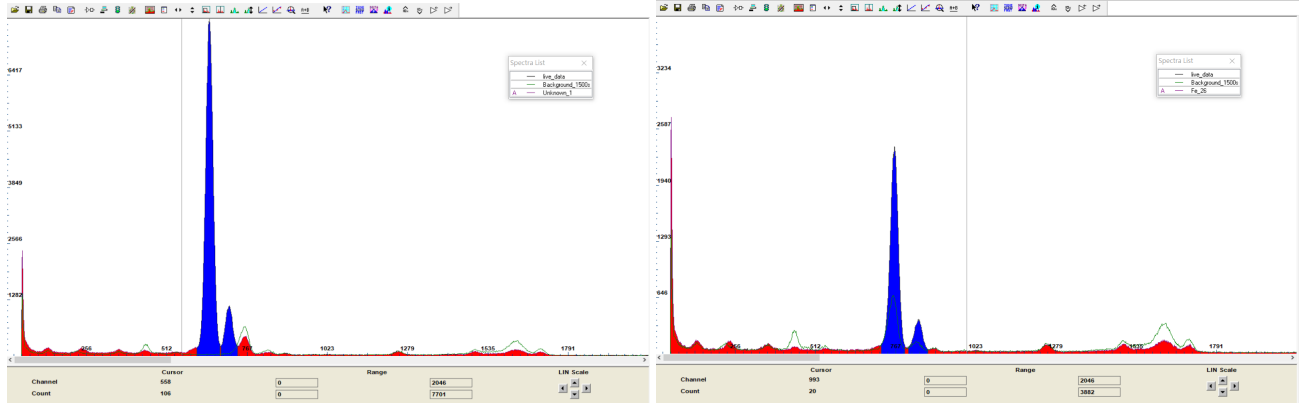 Spectra List
live_data
Background_1500s
A Unknown_1
6417
5133
3849
2566
1282
256 512 767 1023 1279 1535 1791
Cursor Range LIN Scale
Channel 558 0 2046
Count 106 0 7701
Spectra List
live_data
Background_1500s
A Fe_26
3234
2587
1940
1293
646
256 512 767 1023 1279 1535 1791
Cursor Range LIN Scale
Channel 993 0 2046
Count 20 0 3882